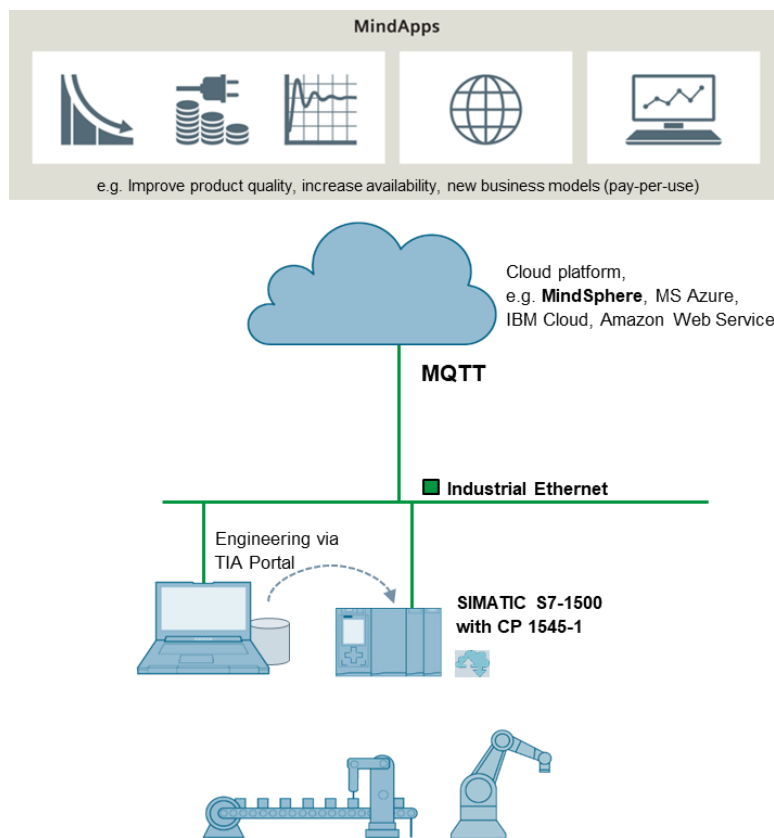 MindApps
e.g. Improve product quality, increase availability, new business models (pay-per-use)
Cloud platform,
e.g. MindSphere, MS Azure,
IBM Cloud, Amazon Web Service
MQTT
Industrial Ethernet
Engineering via
TIA Portal
SIMATIC S7-1500
with CP 1545-1